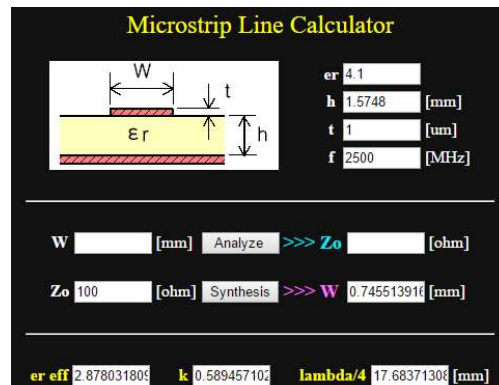 Microstrip Line Calculator
W
t
εr
h
er 4.1
h 1.5748 [mm]
t 1 [um]
f 2500 [MHz]
W [mm] Analyze >>> Zo [ohm]
Zo 100 [ohm] Synthesis >>> W 0.745513916 [mm]
er eff 2.878031809 k 0.589457102 lambda/4 17.68371308 [mm]